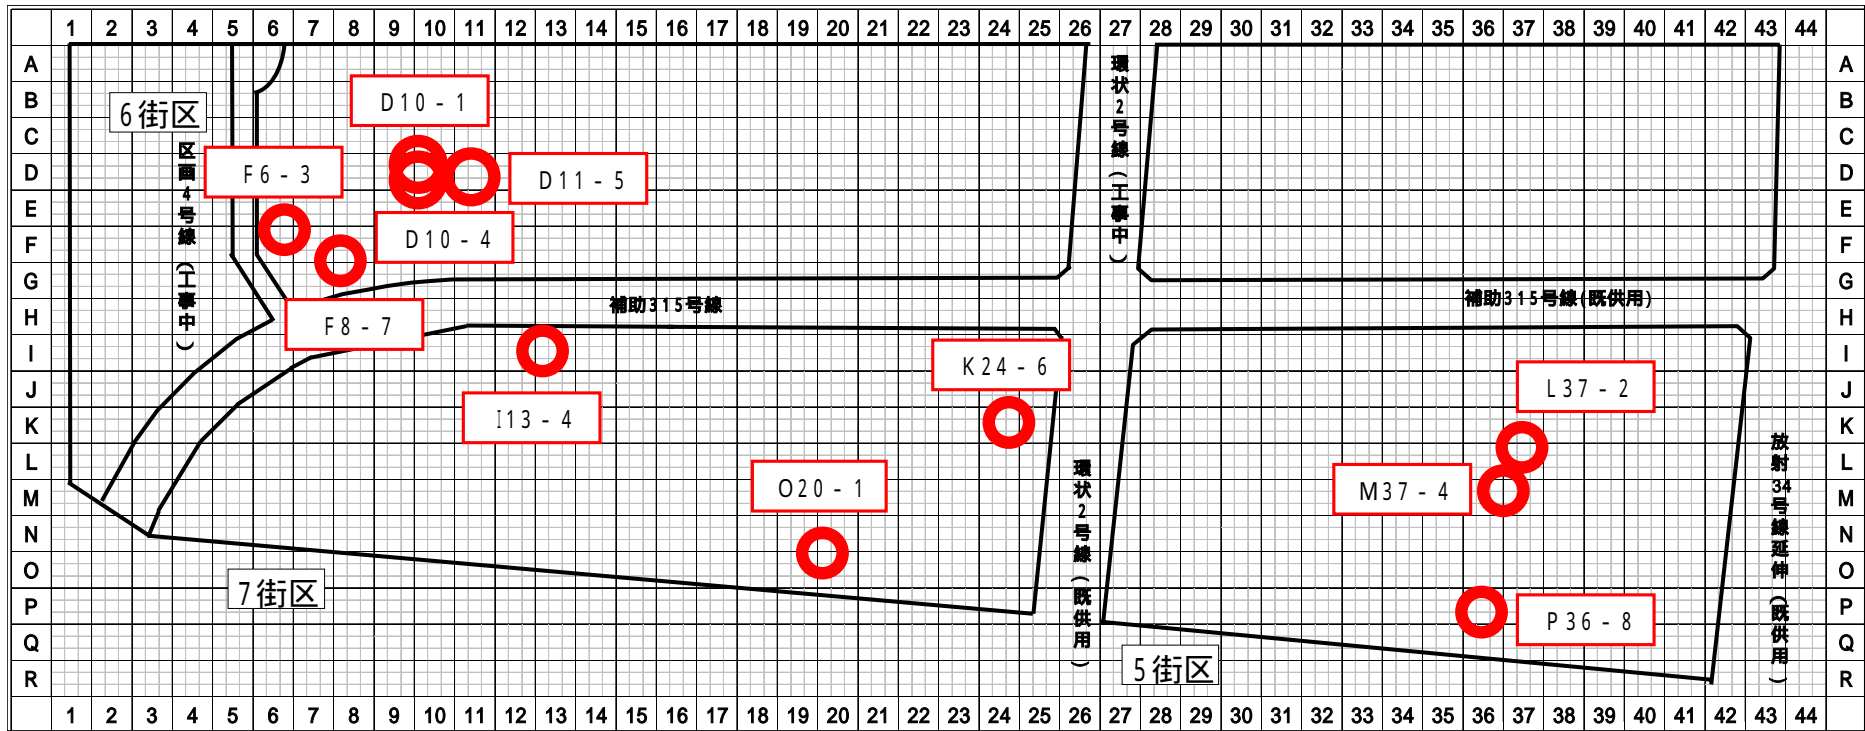 1 2 3 4 5 6 7 8 9 10 11 12 13 14 15 16 17 18 19 20 21 22 23 24 25 26 27 28 29 30 31 32 33 34 35 36 37 38 39 40 41 42 43 44
A A
B B
C C
D D
E E
F F
G G
H H
I I
J J
K K
L L
M M
N N
O O
P P
Q Q
R R
6街区
区画4号線(工事中)
D10-1
F6-3
D11-5
D10-4
F8-7
補助315号線
環状2号線(工事中)
補助315号線(既供用)
I13-4
K24-6
O20-1
L37-2
M37-4
P36-8
環状2号線(既供用)
放射34号線延伸(既供用)
7街区
5街区
1 2 3 4 5 6 7 8 9 10 11 12 13 14 15 16 17 18 19 20 21 22 23 24 25 26 27 28 29 30 31 32 33 34 35 36 37 38 39 40 41 42 43 44